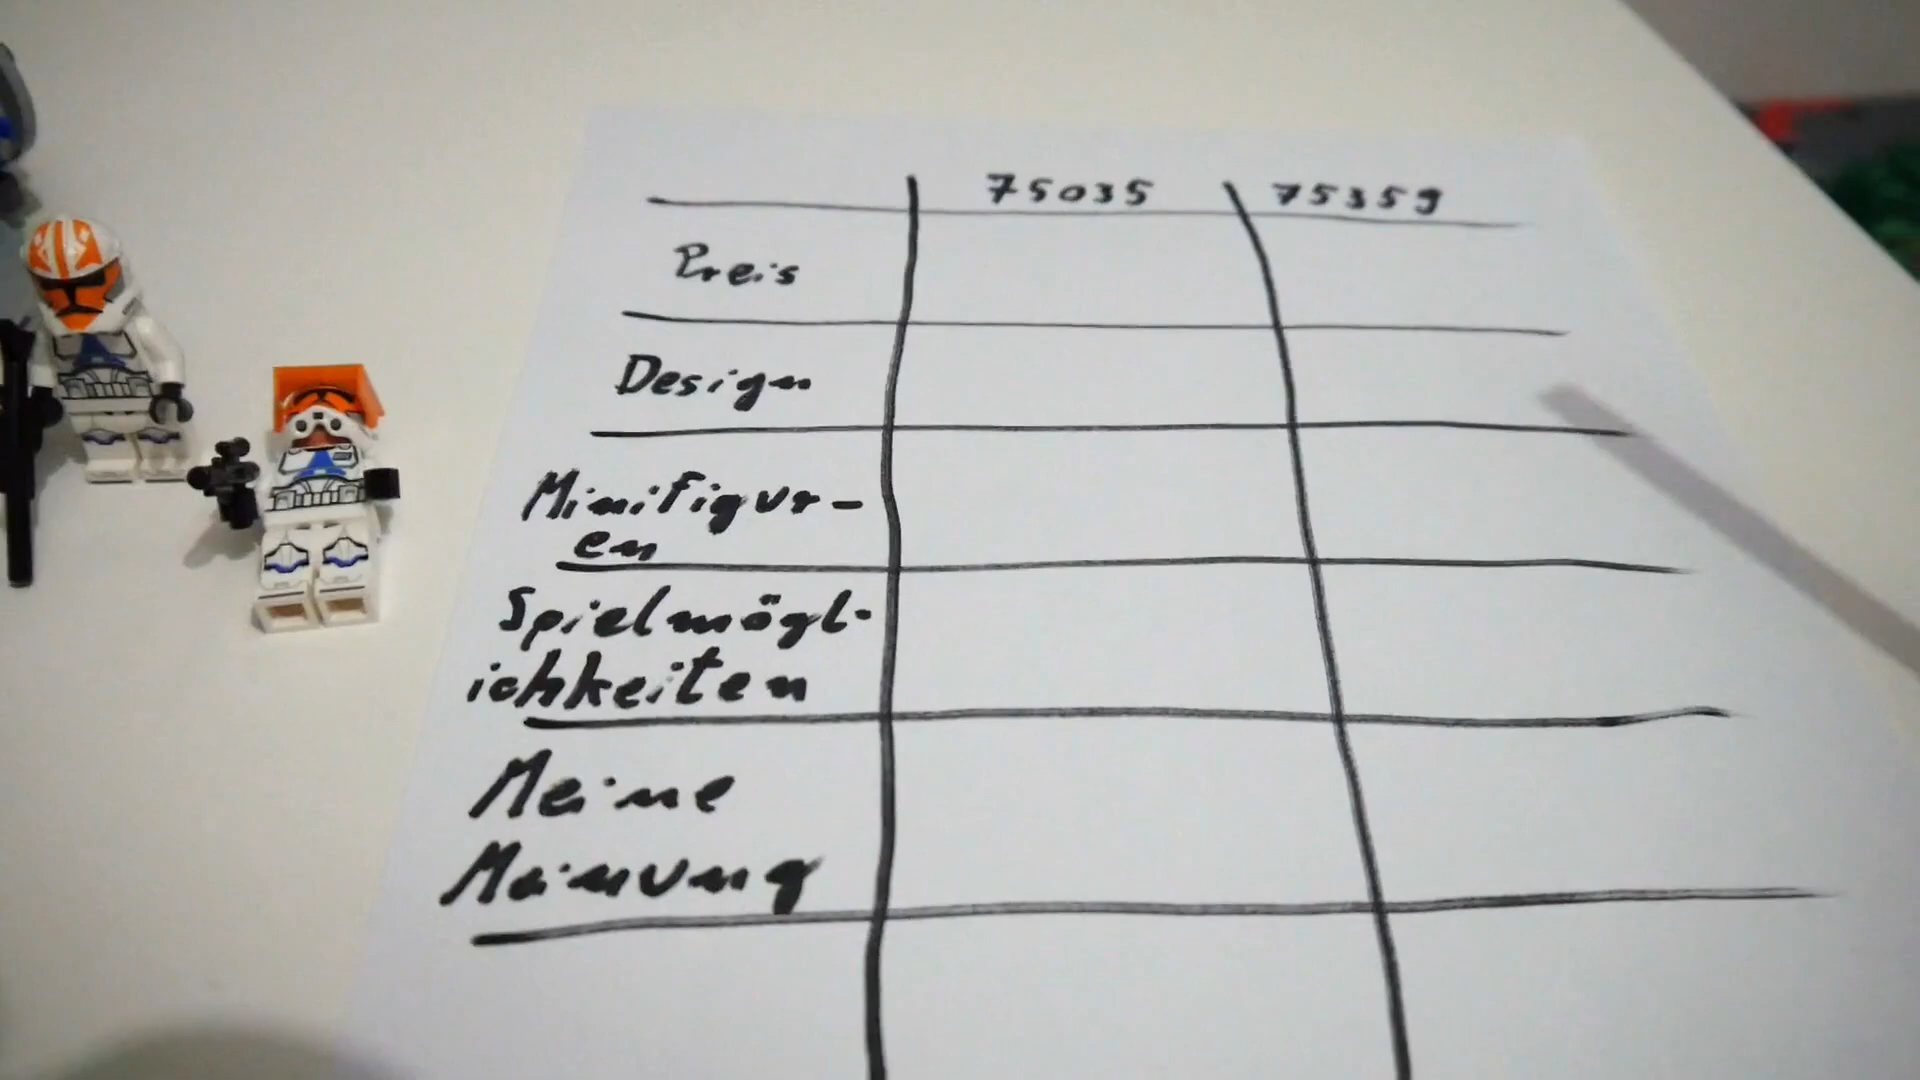 75035 75359
Preis
Design
Minifigur-
en
Spielmögl-
ichkeiten
Meine
Meinung